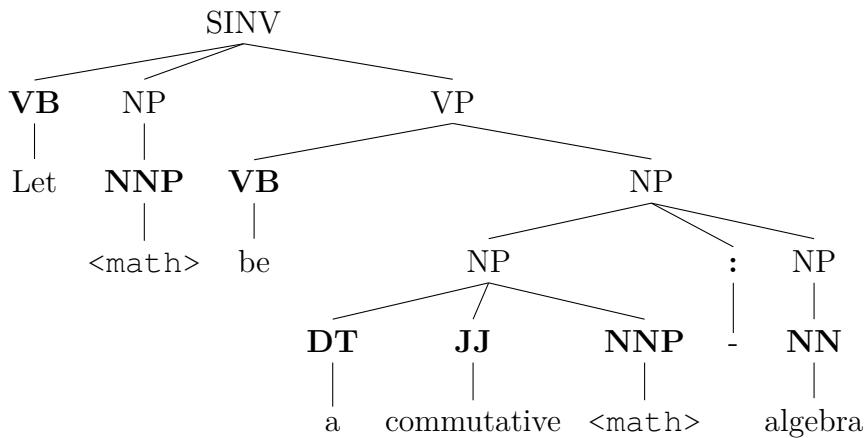 SINV
VB NP VP
Let NNP VB NP
<math> be NP : NP
DT JJ NNP - NN
a commutative <math> algebra